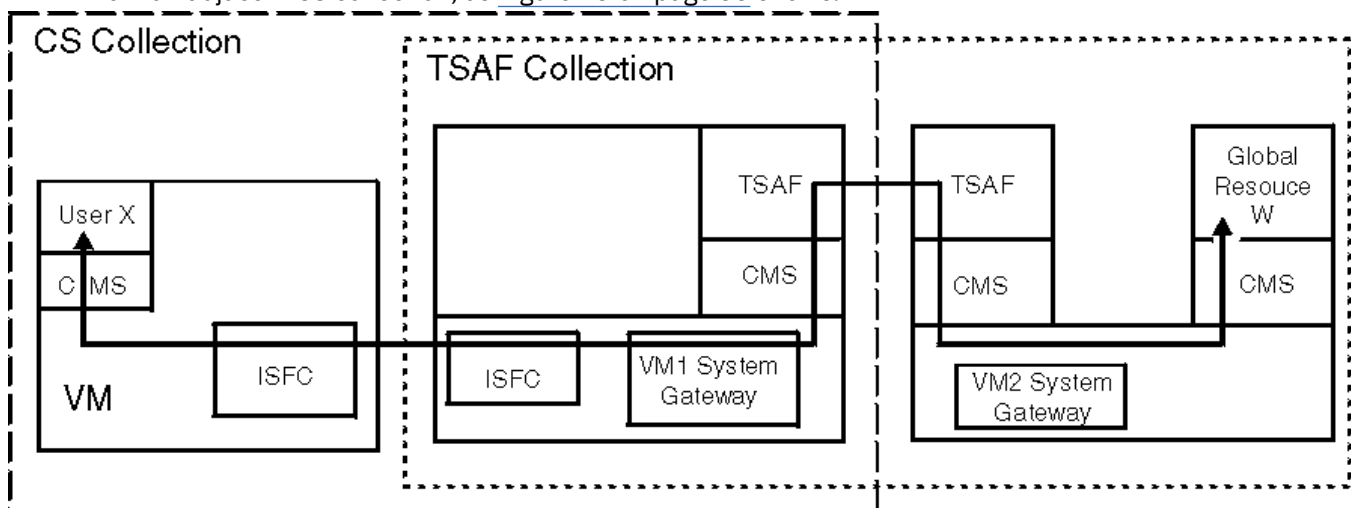 CS Collection
TSAF Collection
User X
CMS
VM
ISFC
TSAF
CMS
ISFC
VM1 System
Gateway
TSAF
CMS
Global
Resouce
W
CMS
VM2 System
Gateway